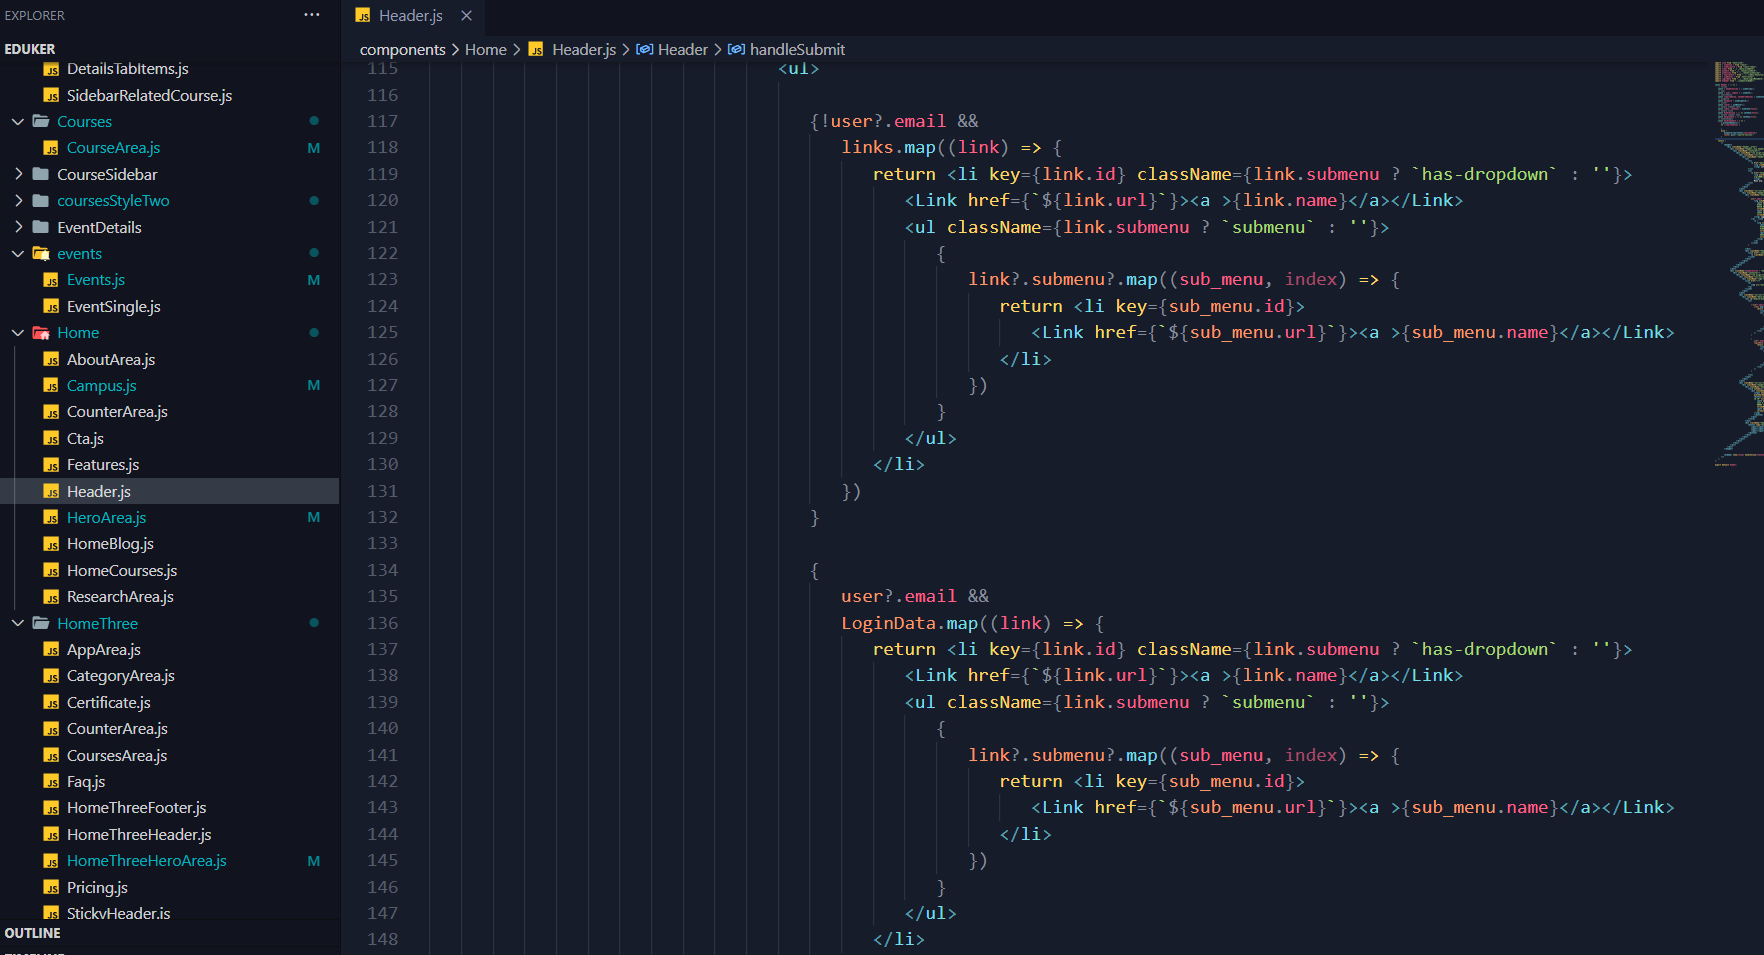 EXPLORER
EDUKER
DetailsTabItems.js
SidebarRelatedCourse.js
Courses
CourseArea.js M
CourseSidebar
coursesStyleTwo
EventDetails
events
Events.js M
EventSingle.js
Home
AboutArea.js
Campus.js M
CounterArea.js
Cta.js
Features.js
Header.js
HeroArea.js M
HomeBlog.js
HomeCourses.js
ResearchArea.js
HomeThree
AppArea.js
CategoryArea.js
Certificate.js
CounterArea.js
CoursesArea.js
Faq.js
HomeThreeFooter.js
HomeThreeHeader.js
HomeThreeHeroArea.js M
Pricing.js
StickyHeader.js
OUTLINE
TIMELINE
JS Header.js
components > Home > JS Header.js > Header > handleSubmit
115 <ul>
116
117 {!user?.email &&
118 links.map((link) => {
119 return <li key={link.id} className={link.submenu ? `has-dropdown` : ''}>
120 <Link href={`${link.url}`}><a >{link.name}</a></Link>
121 <ul className={link.submenu ? `submenu` : ''}>
122 {
123 link?.submenu?.map((sub_menu, index) => {
124 return <li key={sub_menu.id}>
125 <Link href={`${sub_menu.url}`}><a >{sub_menu.name}</a></Link>
126 </li>
127 })
128 }
129 </ul>
130 </li>
131 })
132 }
133
134 {
135 user?.email &&
136 LoginData.map((link) => {
137 return <li key={link.id} className={link.submenu ? `has-dropdown` : ''}>
138 <Link href={`${link.url}`}><a >{link.name}</a></Link>
139 <ul className={link.submenu ? `submenu` : ''}>
140 {
141 link?.submenu?.map((sub_menu, index) => {
142 return <li key={sub_menu.id}>
143 <Link href={`${sub_menu.url}`}><a >{sub_menu.name}</a></Link>
144 </li>
145 })
146 }
147 </ul>
148 </li>